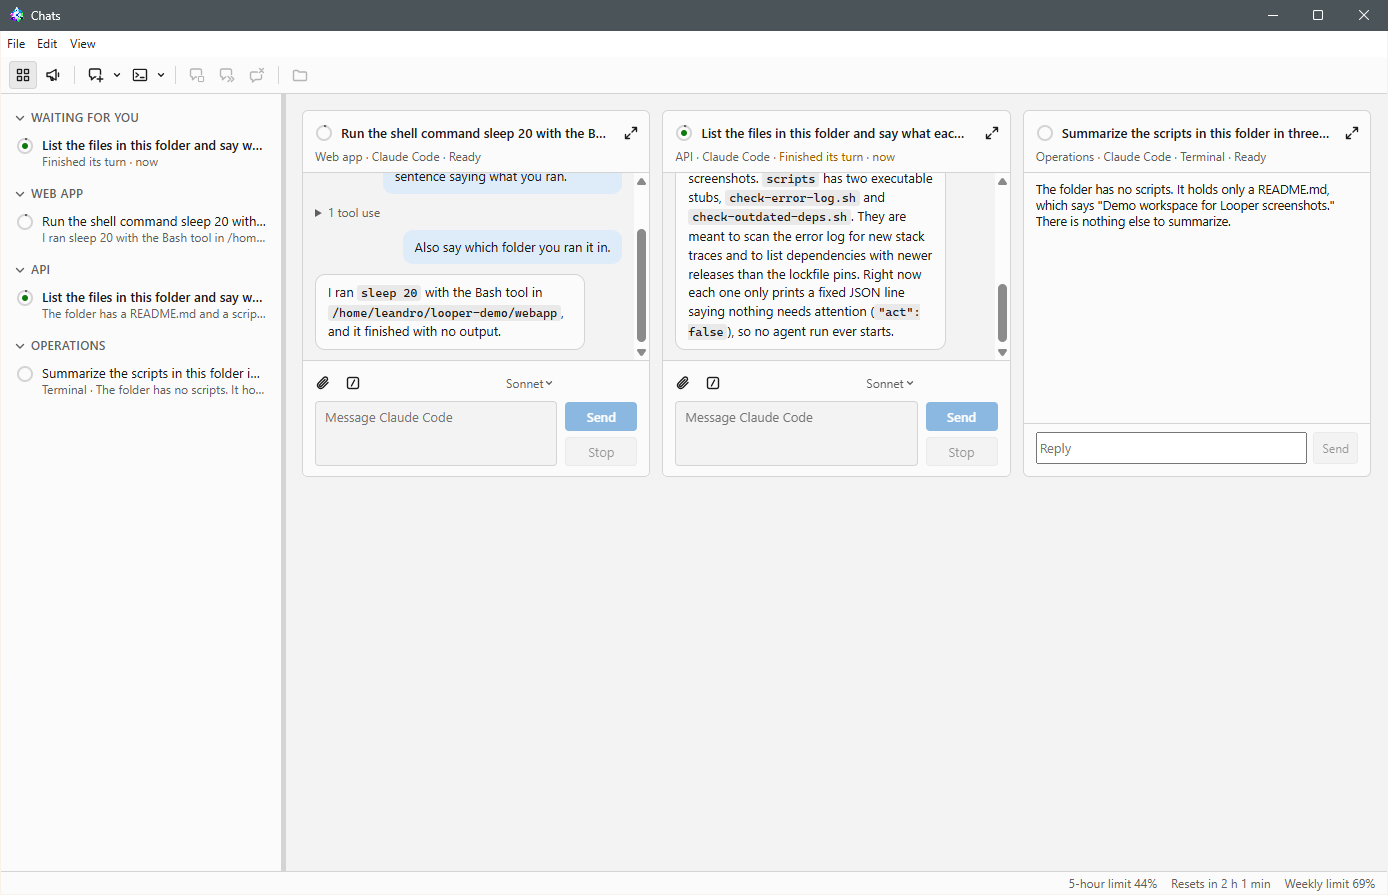 Chats
File Edit View
WAITING FOR YOU
List the files in this folder and say w...
Finished its turn · now
WEB APP
Run the shell command sleep 20 with...
I ran sleep 20 with the Bash tool in /hom...
API
List the files in this folder and say w...
The folder has a README.md and a scrip...
OPERATIONS
Summarize the scripts in this folder i...
Terminal · The folder has no scripts. It ho...
Run the shell command sleep 20 with the B...
Web app · Claude Code · Ready
sentence saying what you ran.
1 tool use
Also say which folder you ran it in.
I ran sleep 20 with the Bash tool in
/home/leandro/looper-demo/webapp,
and it finished with no output.
Sonnet
Message Claude Code
Send
Stop
List the files in this folder and say what eac...
API · Claude Code · Finished its turn · now
screenshots. scripts has two executable
stubs, check-error-log.sh and
check-outdated-deps.sh. They are
meant to scan the error log for new stack
traces and to list dependencies with newer
releases than the lockfile pins. Right now
each one only prints a fixed JSON line
saying nothing needs attention ("act":
false), so no agent run ever starts.
Sonnet
Message Claude Code
Send
Stop
Summarize the scripts in this folder in three...
Operations · Claude Code · Terminal · Ready
The folder has no scripts. It holds only a README.md,
which says "Demo workspace for Looper screenshots."
There is nothing else to summarize.
Reply
Send
5-hour limit 44% Resets in 2 h 1 min Weekly limit 69%